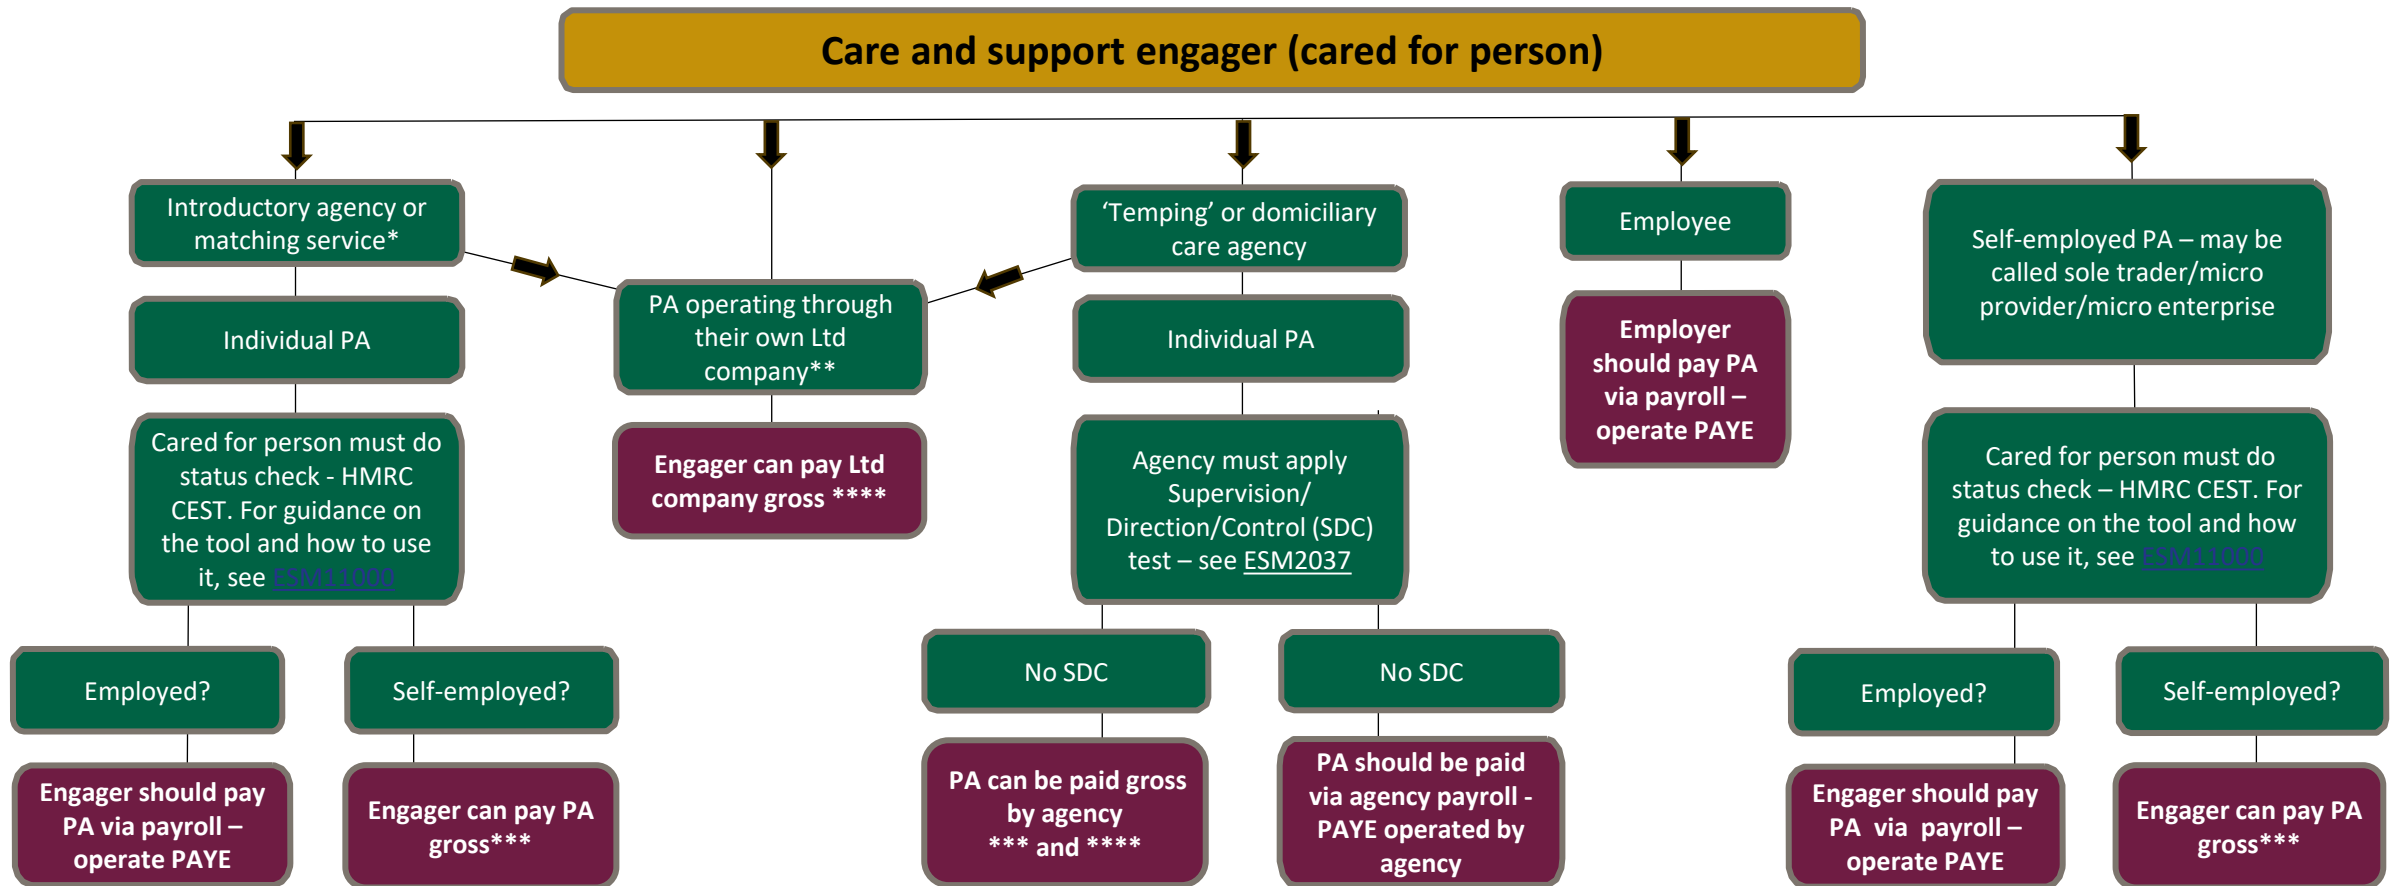 Care and support engager (cared for person)
Introductory agency or
matching service*
Individual PA
Cared for person must do
status check - HMRC
CEST. For guidance on
the tool and how to use
it, see ESM11000
Employed?
Engager should pay
PA via payroll –
operate PAYE
Self-employed?
Engager can pay PA
gross***
PA operating through
their own Ltd
company**
Engager can pay Ltd
company gross ****
‘Temping’ or domiciliary
care agency
Individual PA
Agency must apply
Supervision/
Direction/Control (SDC)
test – see ESM2037
No SDC
PA can be paid gross
by agency
*** and ****
No SDC
PA should be paid
via agency payroll -
PAYE operated by
agency
Employee
Employer
should pay PA
via payroll –
operate PAYE
Self-employed PA – may be
called sole trader/micro
provider/micro enterprise
Cared for person must do
status check – HMRC CEST. For
guidance on the tool and how
to use it, see ESM11000
Employed?
Engager should pay
PA via payroll –
operate PAYE
Self-employed?
Engager can pay PA
gross***